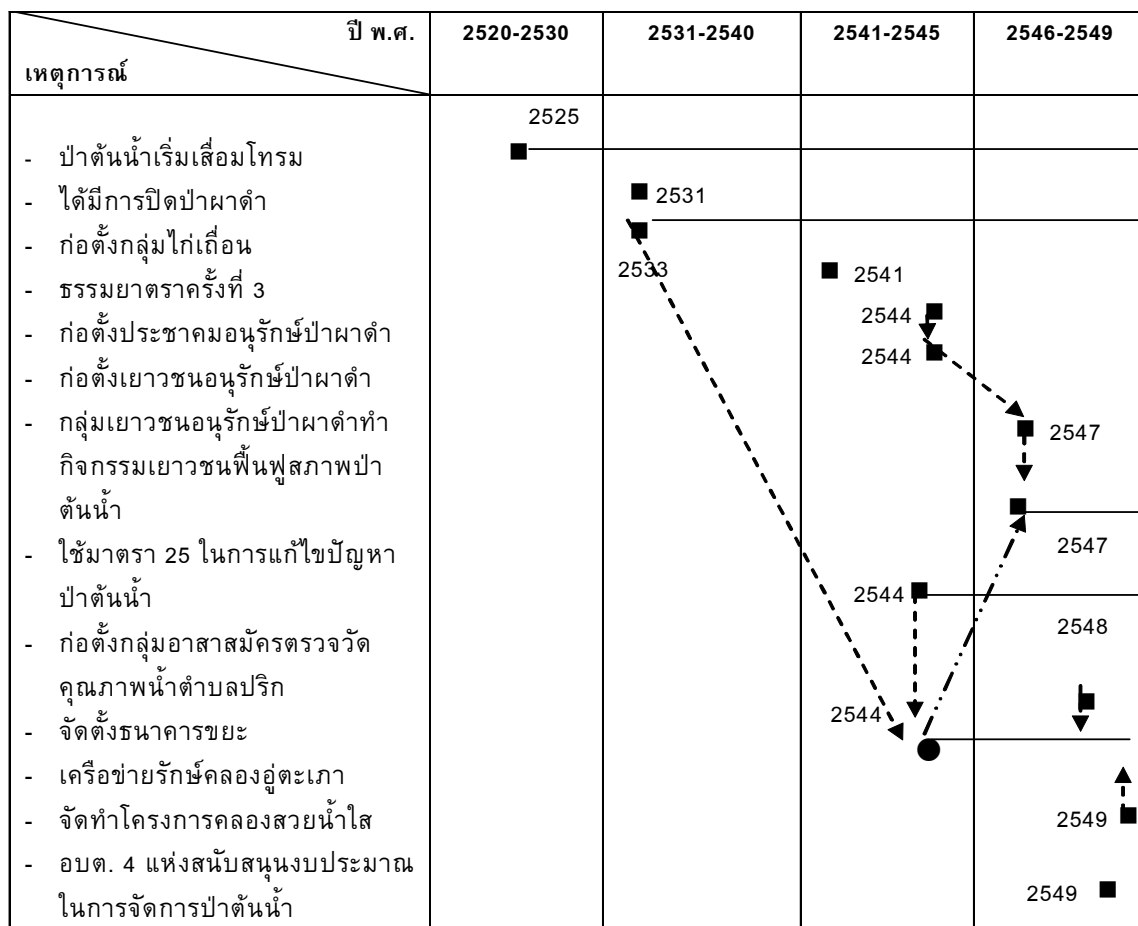 ปี พ.ศ.
เหตุการณ์
2520-2530
2531-2540
2541-2545
2546-2549
- ป่าต้นน้ำเริ่มเสื่อมโทรม
- ได้มีการปิดป่าผาดำ
- ก่อตั้งกลุ่มไก่เถื่อน
- ธรรมยาตราครั้งที่ 3
- ก่อตั้งประชาคมอนุรักษ์ป่าผาดำ
- ก่อตั้งเยาวชนอนุรักษ์ป่าผาดำ
- กลุ่มเยาวชนอนุรักษ์ป่าผาดำทำ
กิจกรรมเยาวชนฟื้นฟูสภาพป่า
ต้นน้ำ
- ใช้มาตรา 25 ในการแก้ไขปัญหา
ป่าต้นน้ำ
- ก่อตั้งกลุ่มอาสาสมัครตรวจวัด
คุณภาพน้ำตำบลปริก
- จัดตั้งธนาคารขยะ
- เครือข่ายรักษ์คลองอู่ตะเภา
- จัดทำโครงการคลองสวยน้ำใส
- อบต. 4 แห่งสนับสนุนงบประมาณ
ในการจัดการป่าต้นน้ำ
2525
2531
2533
2541
2544
2544
2547
2547
2544
2548
2544
2549
2549